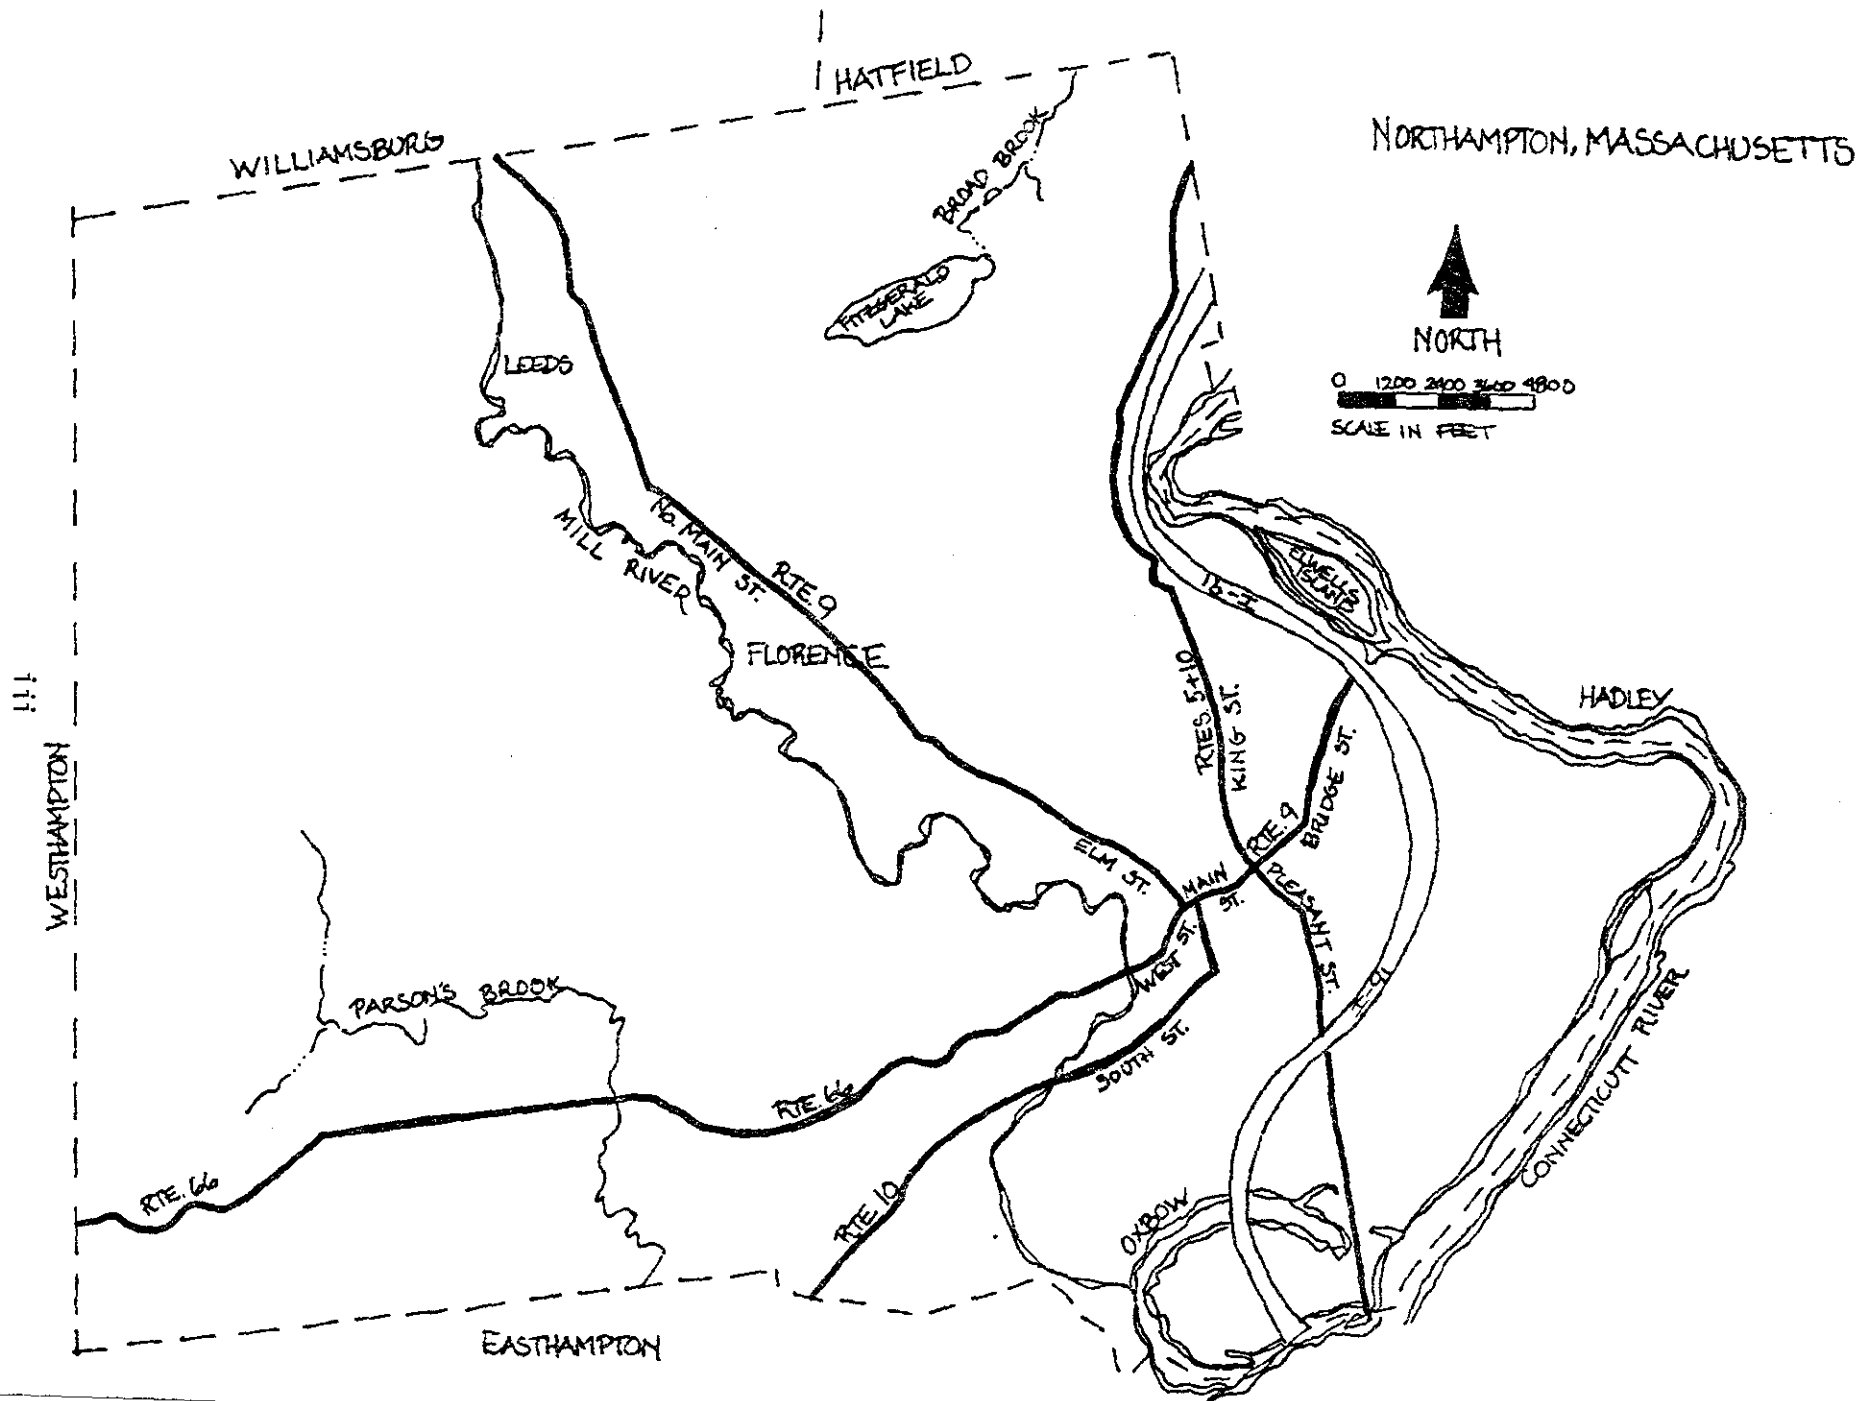 HATFIELD
WILLIAMSBURG
NORTHAMPTON, MASSACHUSETTS
BROAD BROOK
FITZGERALD
LAKE
NORTH
0 1200 2400 3600 4800
SCALE IN FEET
LEEDS
MILL RIVER
NO. MAIN ST.
RTE. 9
FLORENCE
I-91
ELWELLS
ISLAND
iii
WESTHAMPTON
RTES. 5+10
KING ST.
HADLEY
BRIDGE ST.
RTE. 9
ELM ST.
MAIN
ST.
PLEASANT ST.
WEST ST.
I-91
PARSON'S BROOK
SOUTH ST.
RTE. 66
CONNECTICUTT RIVER
RTE. 66
RTE. 10
OXBOW
EASTHAMPTON